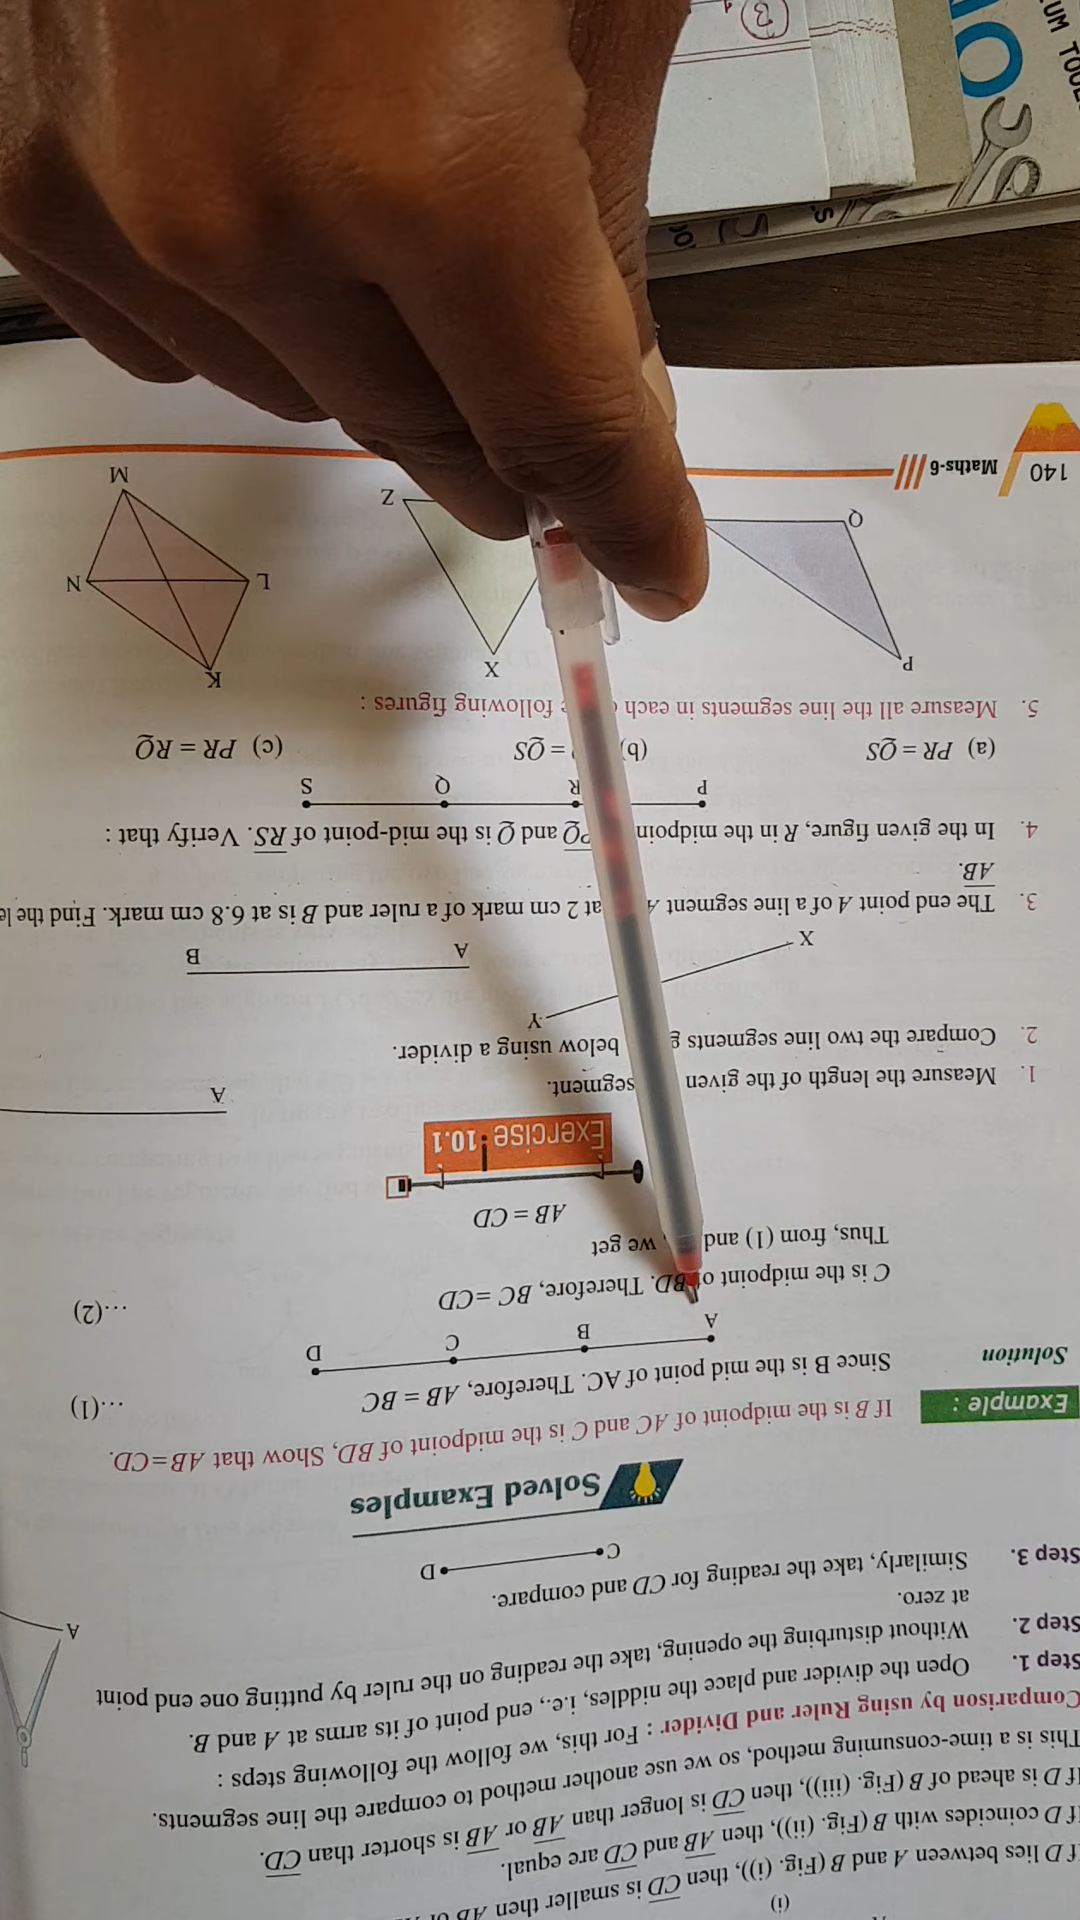 If D lies between A and B (Fig. (i)), then CD is smaller then AB
If D coincides with B (Fig. (ii)), then AB and CD are equal.
If D is ahead of B (Fig. (iii)), then CD is longer than AB or AB is shorter than CD.
This is a time-consuming method, so we use another method to compare the line segments.
Comparison by using Ruler and Divider : For this, we follow the following steps :
Step 1. Open the divider and place the niddles, i.e., end point of its arms at A and B.
Step 2. Without disturbing the opening, take the reading on the ruler by putting one end point
at zero.
A
Step 3. Similarly, take the reading for CD and compare.
C D
Solved Examples
Example : If B is the midpoint of AC and C is the midpoint of BD, Show that AB=CD.
Solution Since B is the mid point of AC. Therefore, AB = BC ...(1)
A B C D
C is the midpoint of BD. Therefore, BC =CD ...(2)
Thus, from (1) and we get
AB = CD
Exercise 10.1
1. Measure the length of the given segment.
A
2. Compare the two line segments below using a divider.
X Y A B
3. The end point A of a line segment at 2 cm mark of a ruler and B is at 6.8 cm mark. Find the
AB.
4. In the given figure, R in the midpoin PQ and Q is the mid-point of RS. Verify that :
P R Q S
(a) PR = QS (b) = QS (c) PR = RQ
5. Measure all the line segments in each following figures :
P Q
X Z
K L M N
140 Maths-6
(i)
UM
3